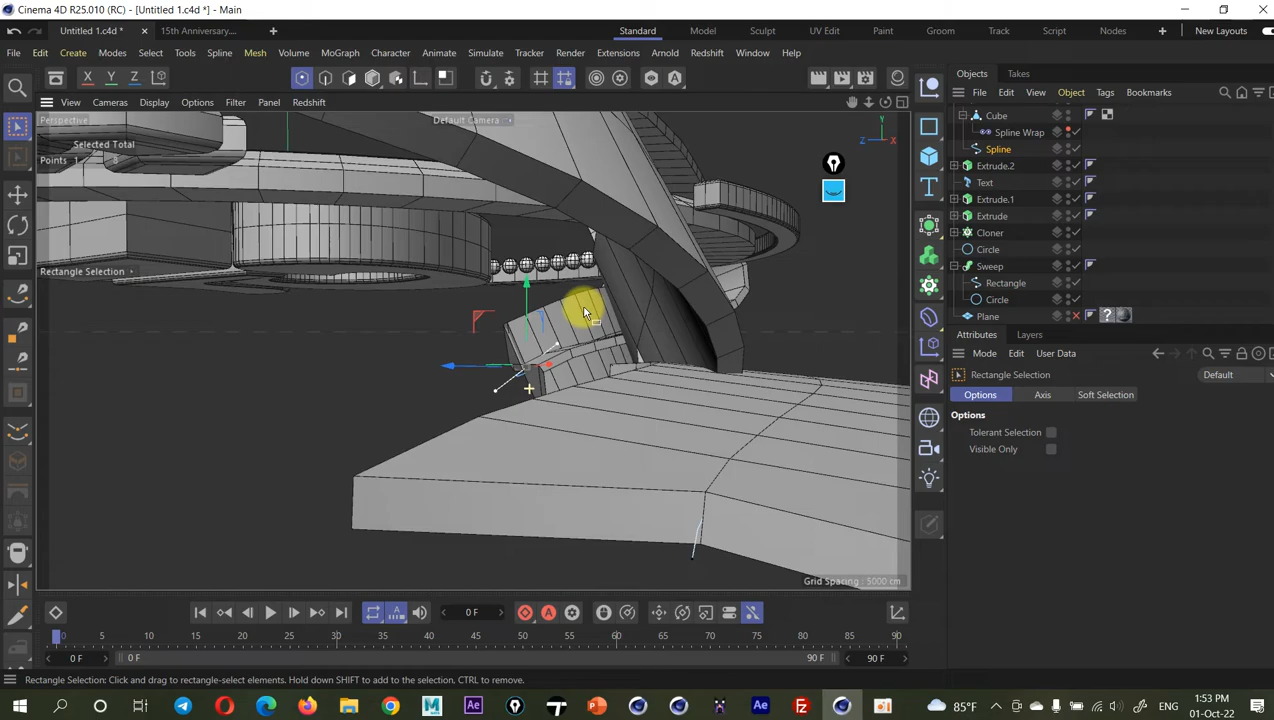 Cinema 4D R25.010 (RC) - [Untitled 1.c4d *] - Main
Untitled 1.c4d *
15th Anniversary....
Standard
Model
Sculpt
UV Edit
Paint
Groom
Track
Script
Nodes
New Layouts
File
Edit
Create
Modes
Select
Tools
Spline
Mesh
Volume
MoGraph
Character
Animate
Simulate
Tracker
Render
Extensions
Arnold
Redshift
Window
Help
X
Y
Z
Objects
Takes
File
Edit
View
Object
Tags
Bookmarks
View
Cameras
Display
Options
Filter
Panel
Redshift
Perspective
Default Camera
Selected Total
Points 1 8
Rectangle Selection
Y
Z
X
Cube
Spline Wrap
Spline
Extrude.2
Text
Extrude.1
Extrude
Cloner
Circle
Sweep
Rectangle
Circle
Plane
Attributes
Layers
Mode
Edit
User Data
Rectangle Selection
Default
Options
Axis
Soft Selection
Options
Tolerant Selection
Visible Only
Grid Spacing : 5000 cm
0 F
0
5
10
15
20
25
30
35
40
45
50
55
60
65
70
75
80
85
90
0 F
0 F
90 F
90 F
Rectangle Selection: Click and drag to rectangle-select elements. Hold down SHIFT to add to the selection, CTRL to remove.
85°F
ENG
1:53 PM
01-Oct-22